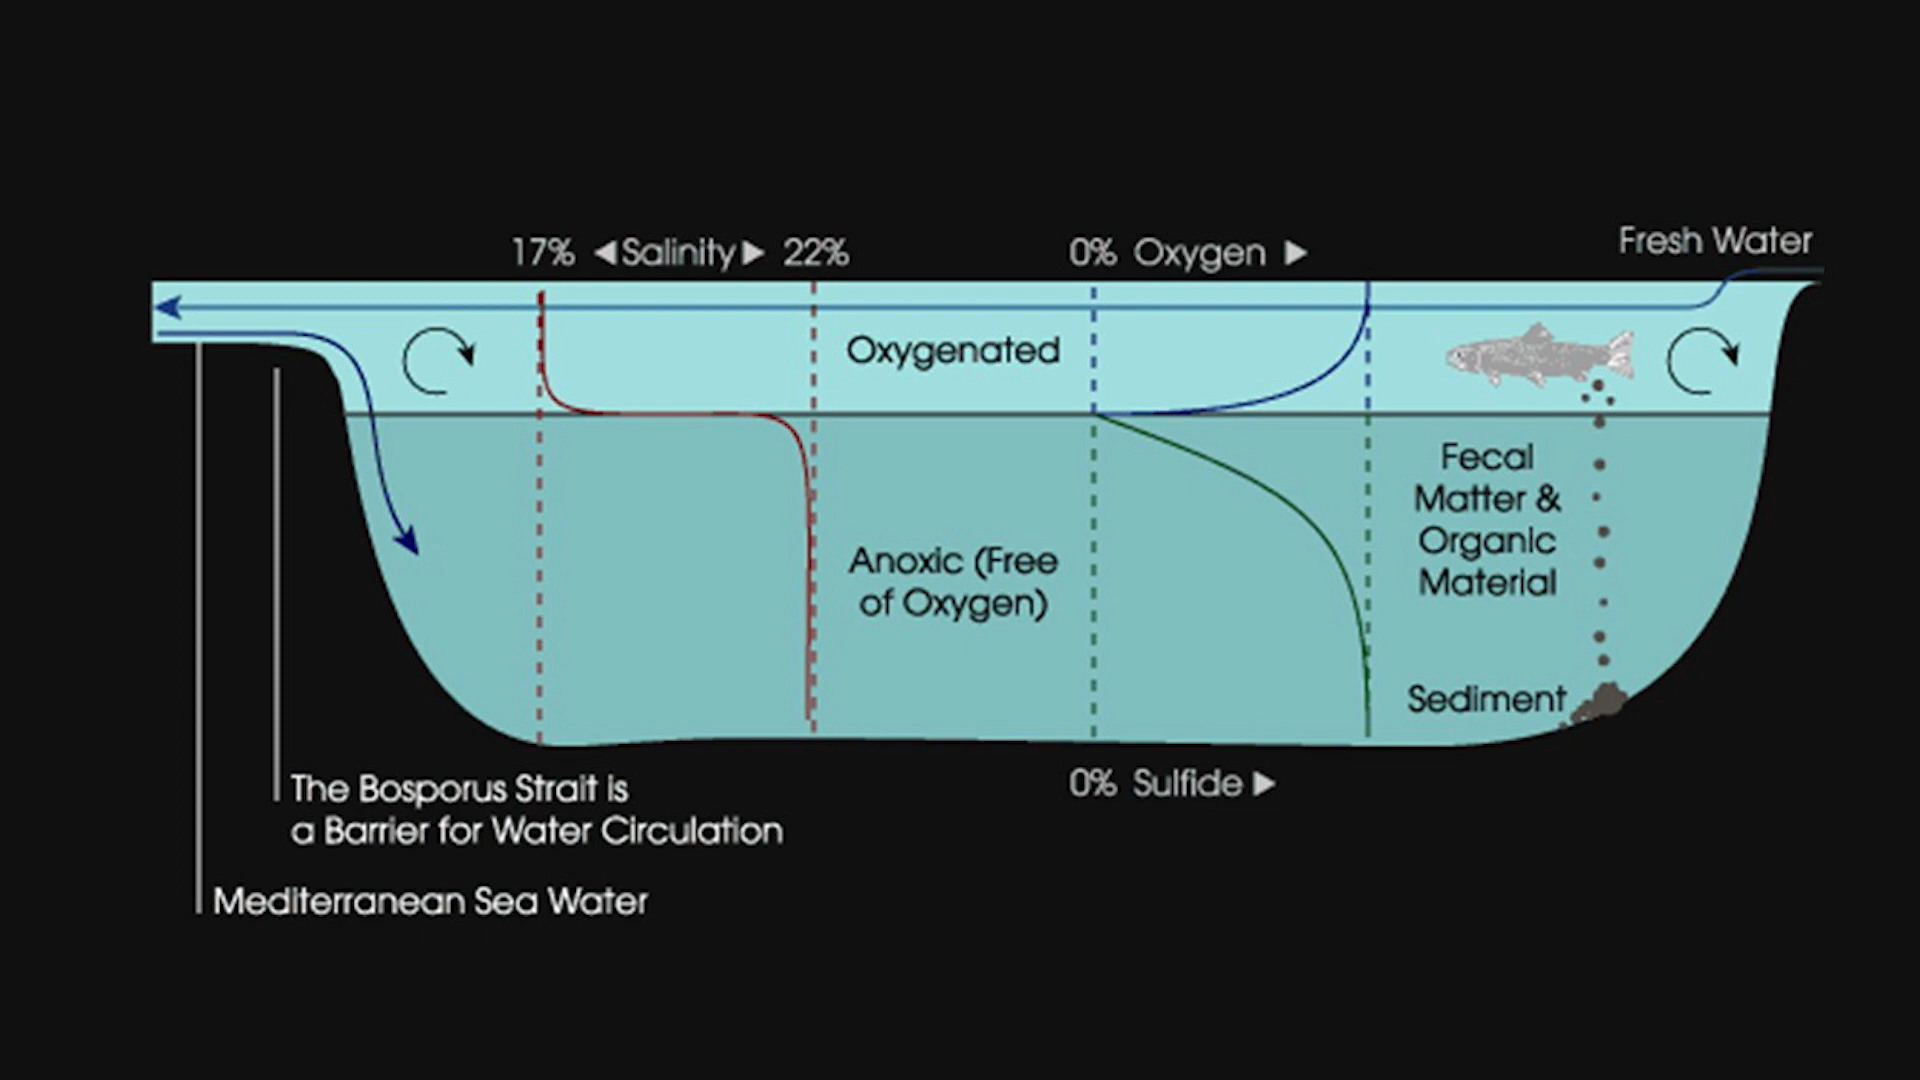 17% ◀Salinity▶ 22%
0% Oxygen ▶
Fresh Water
Oxygenated
Fecal
Matter &
Organic
Material
Anoxic (Free
of Oxygen)
Sediment
0% Sulfide ▶
The Bosporus Strait is
a Barrier for Water Circulation
Mediterranean Sea Water